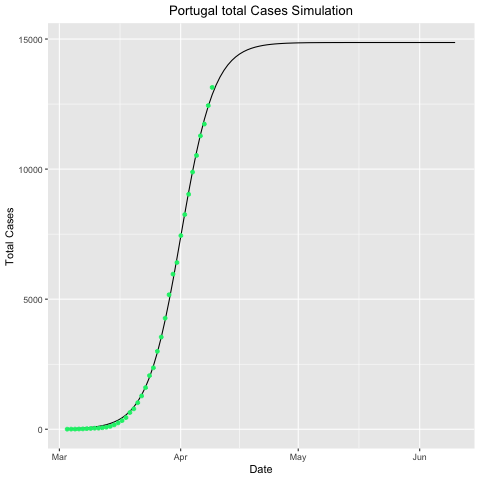 Portugal total Cases Simulation
15000
10000
5000
0
Total Cases
Mar
Apr
May
Jun
Date